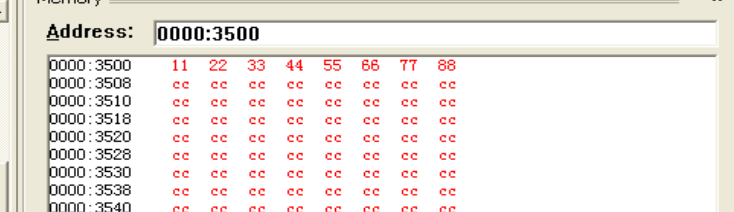 Memory
Address: 0000:3500
0000:3500 11 22 33 44 55 66 77 88
0000:3508 cc cc cc cc cc cc cc cc
0000:3510 cc cc cc cc cc cc cc cc
0000:3518 cc cc cc cc cc cc cc cc
0000:3520 cc cc cc cc cc cc cc cc
0000:3528 cc cc cc cc cc cc cc cc
0000:3530 cc cc cc cc cc cc cc cc
0000:3538 cc cc cc cc cc cc cc cc
0000:3540 cc cc cc cc cc cc cc cc